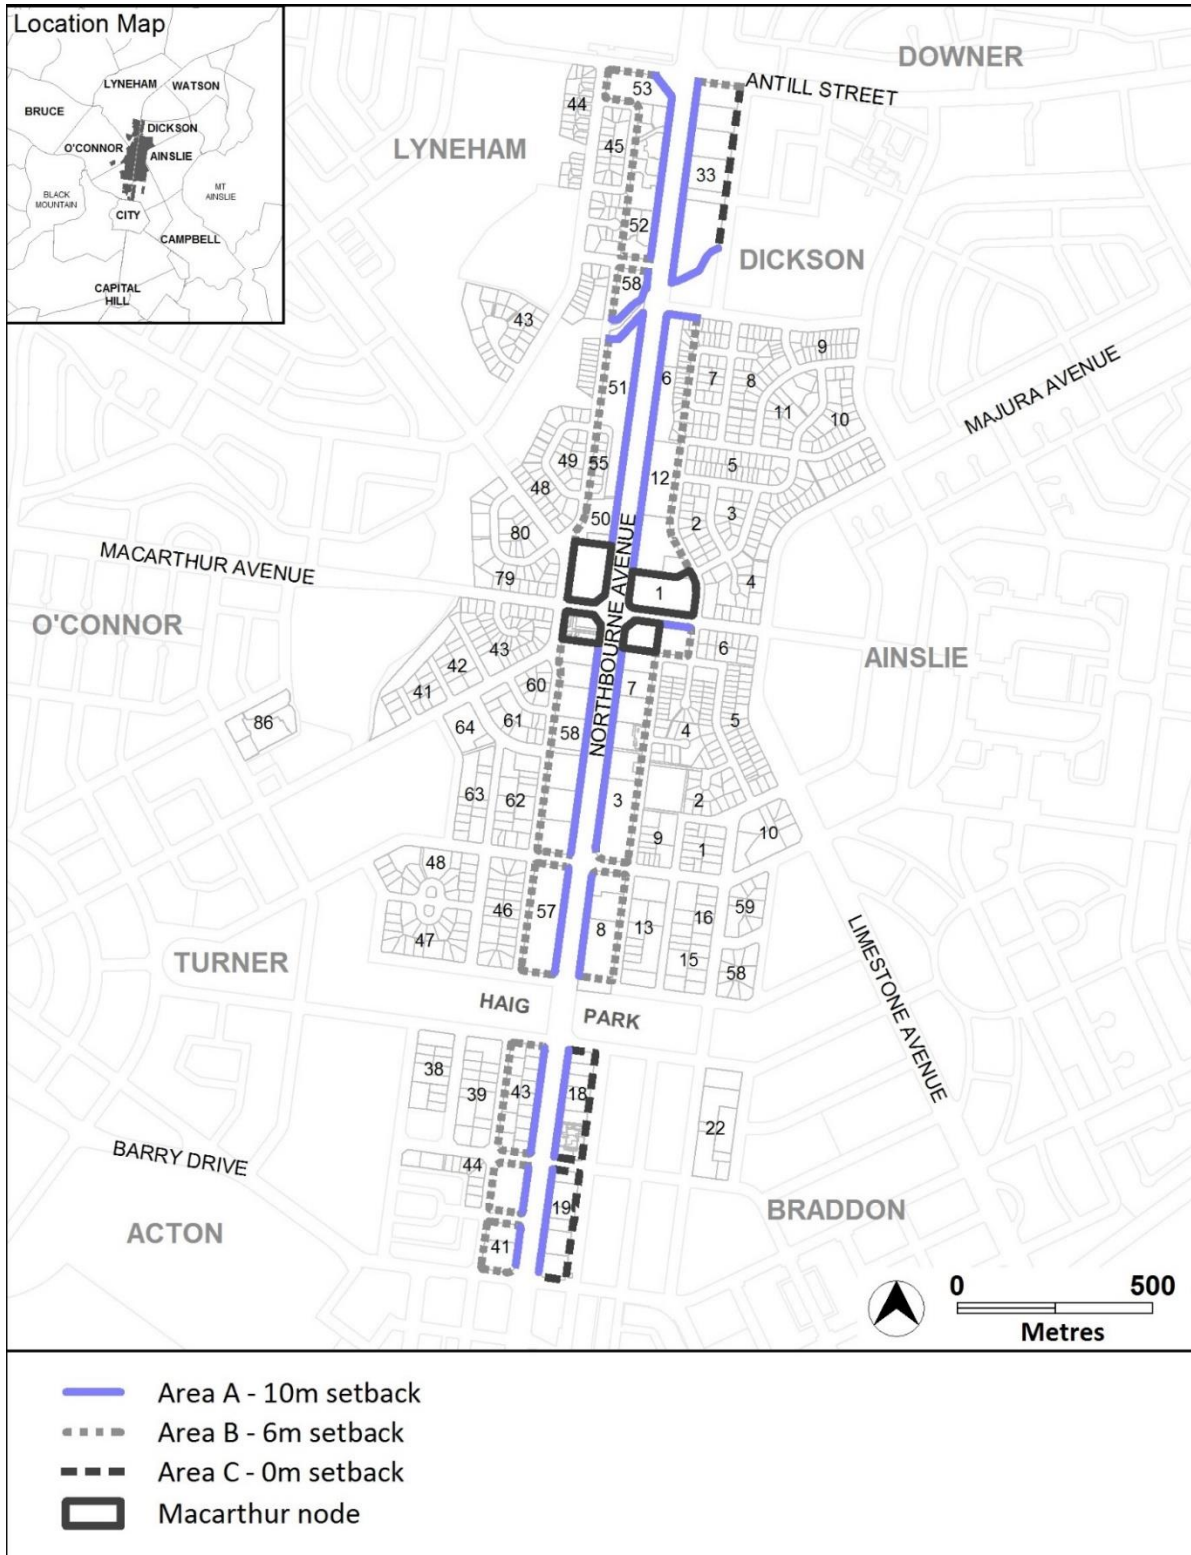 Location Map
LYNEHAM
WATSON
BRUCE
DICKSON
O'CONNOR
AINSLIE
BLACK
MOUNTAIN
MT
AINSLIE
CITY
CAMPBELL
CAPITAL
HILL
DOWNER
ANTILL STREET
53
44
LYNEHAM
45
33
52
DICKSON
58
43
9
6
7
8
51
MAJURA AVENUE
11
10
49
55
5
12
48
50
2
3
80
NORTHBOURNE AVENUE
MACARTHUR AVENUE
79
1
4
O'CONNOR
43
6
AINSLIE
42
41
60
7
86
64
61
58
4
5
63
62
3
2
9
1
10
48
46
57
59
16
13
8
47
15
58
TURNER
LIMESTONE AVENUE
HAIG
PARK
38
39
43
18
22
BARRY DRIVE
44
19
BRADDON
ACTON
41
0
500
Metres
Area A - 10m setback
Area B - 6m setback
Area C - 0m setback
Macarthur node